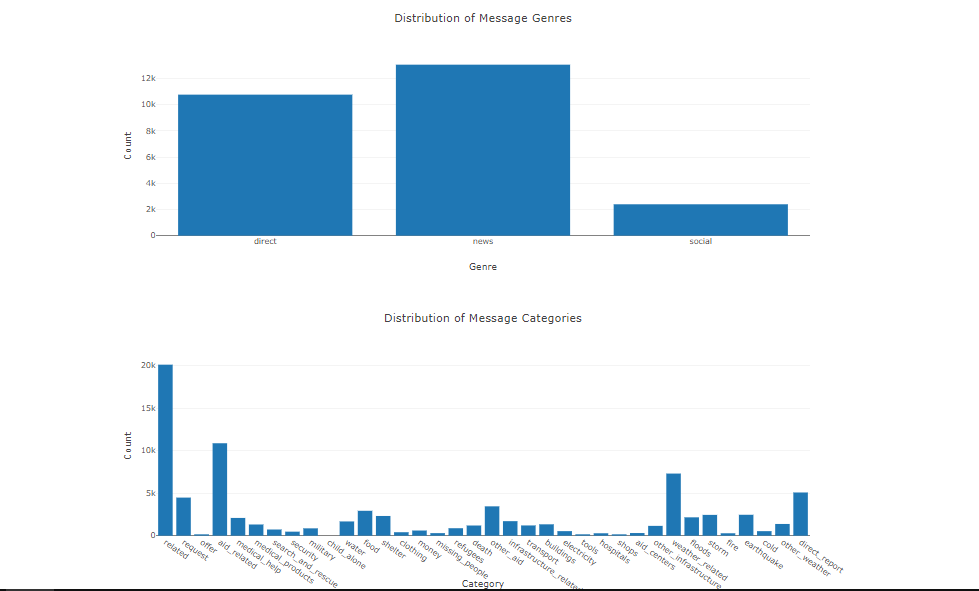 Distribution of Message Genres
12k
10k
8k
6k
4k
2k
0
Count
direct news social
Genre
Distribution of Message Categories
20k
15k
10k
5k
0
Count
related
request
offer
aid_related
medical_help
medical_products
search_and_rescue
security
military
child_alone
water
food
shelter
clothing
money
missing_people
refugees
death
other_aid
infrastructure_related
transport
buildings
electricity
tools
hospitals
shops
aid_centers
other_infrastructure
weather_related
floods
storm
fire
earthquake
cold
other_weather
direct_report
Category